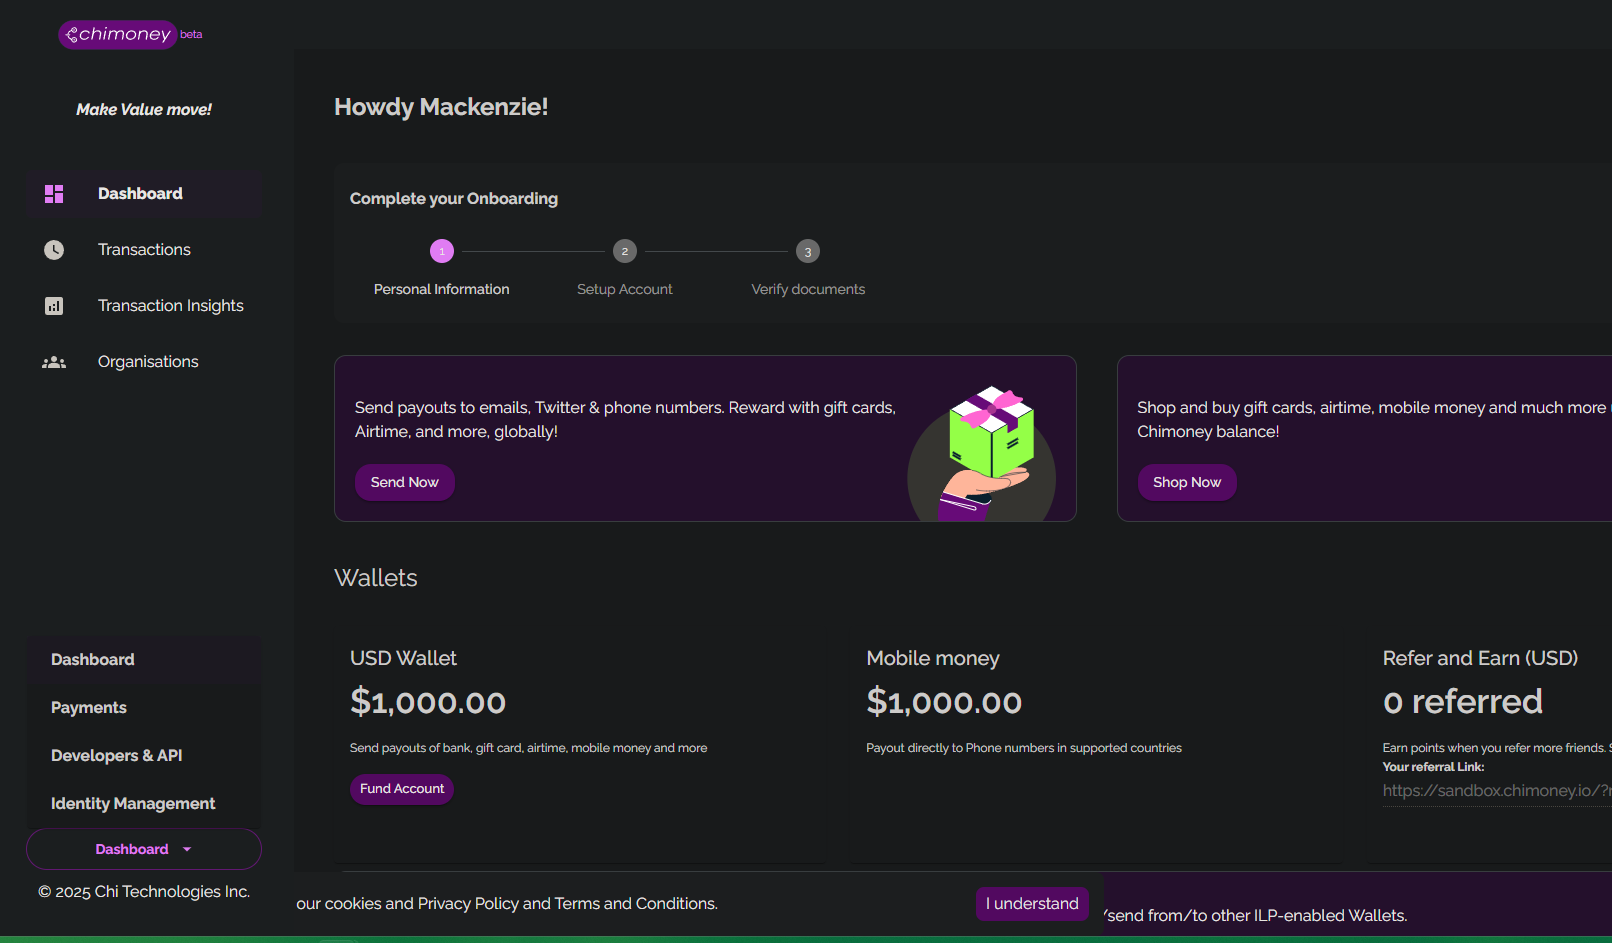 chimoney beta
Make Value move!
Dashboard
Transactions
Transaction Insights
Organisations
Dashboard
Payments
Developers & API
Identity Management
Dashboard
© 2025 Chi Technologies Inc.
Howdy Mackenzie!
Complete your Onboarding
1
2
3
Personal Information
Setup Account
Verify documents
Send payouts to emails, Twitter & phone numbers. Reward with gift cards,
Airtime, and more, globally!
Send Now
Shop and buy gift cards, airtime, mobile money and much more
Chimoney balance!
Shop Now
Wallets
USD Wallet
$1,000.00
Send payouts of bank, gift card, airtime, mobile money and more
Fund Account
Mobile money
$1,000.00
Payout directly to Phone numbers in supported countries
Refer and Earn (USD)
0 referred
Earn points when you refer more friends.
Your referral Link:
https://sandbox.chimoney.io/?r
our cookies and Privacy Policy and Terms and Conditions.
I understand
/send from/to other ILP-enabled Wallets.